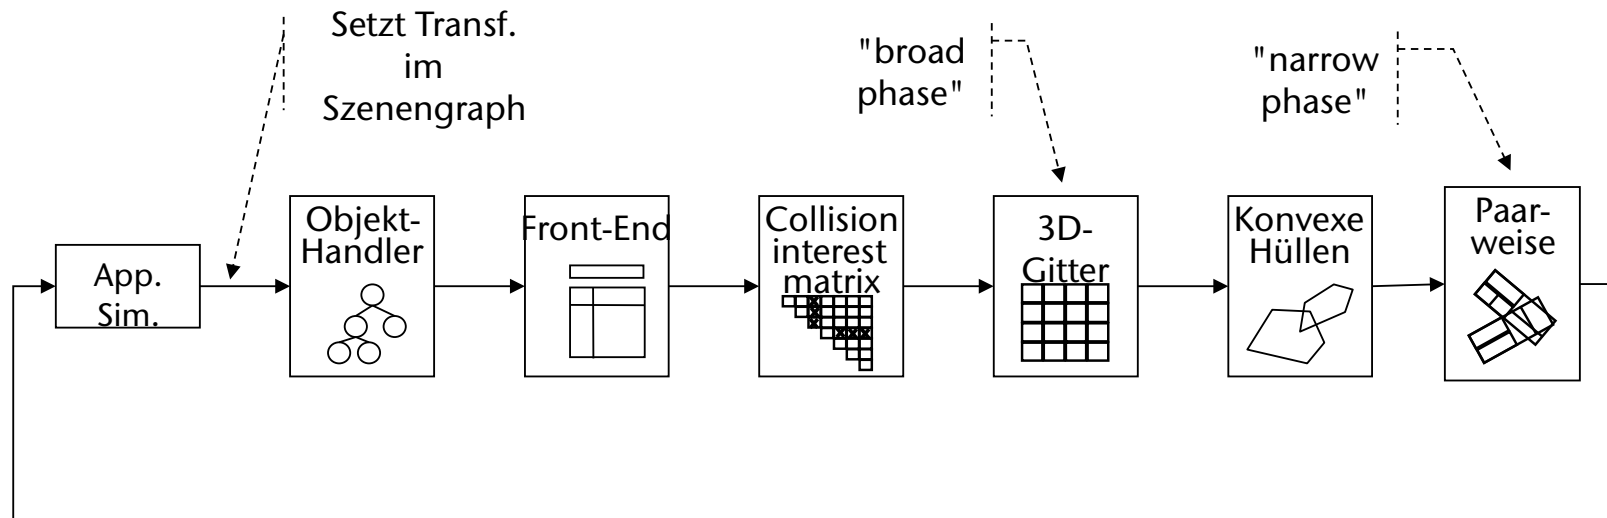 Setzt Transf.
im
Szenengraph
"broad
phase"
"narrow
phase"
App.
Sim.
Objekt-
Handler
Front-End
Collision
interest
matrix
3D-
Gitter
Konvexe
Hüllen
Paar-
weise